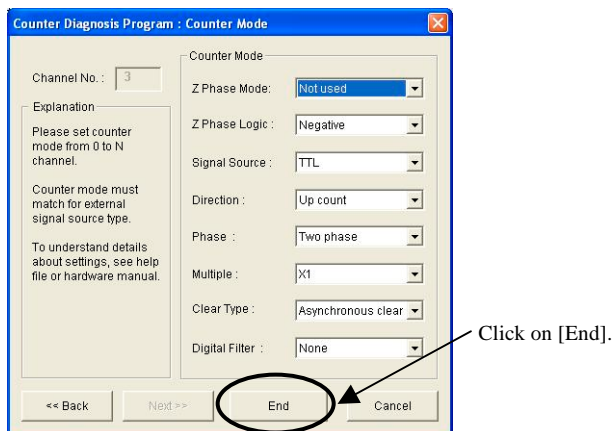 Counter Diagnosis Program : Counter Mode
Channel No. : 3
Explanation
Please set counter
mode from 0 to N
channel.
Counter mode must
match for external
signal source type.
To understand details
about settings, see help
file or hardware manual.
Counter Mode
Z Phase Mode: Not used
Z Phase Logic : Negative
Signal Source : TTL
Direction : Up count
Phase : Two phase
Multiple : X1
Clear Type : Asynchronous clear
Digital Filter : None
Click on [End].
<< Back Next >> End Cancel